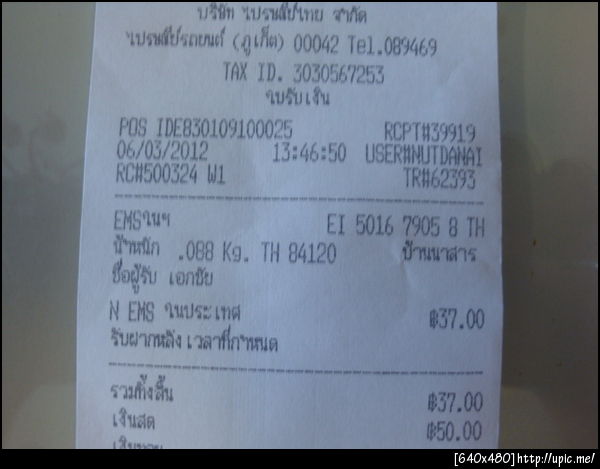 บริษัท ไปรษณีย์ไทย จำกัด
ไปรษณีย์รถยนต์ (ภูเก็ต) 00042 Tel.089469
TAX ID. 3030567253
ใบรับเงิน
POS IDE830109100025 RCPT#39919
06/03/2012 13:46:50 USER#NUTDANAI
RC#500324 W1 TR#62393
EMSในฯ EI 5016 7905 8 TH
น้ำหนัก .088 Kg. TH 84120 บ้านนาสาร
ชื่อผู้รับ เอกชัย
N EMS ในประเทศ ฿37.00
รับฝากหลัง เวลาที่กำหนด
รวมทั้งสิ้น ฿37.00
เงินสด ฿50.00
เงินทอน
[640x480]http://upic.me/